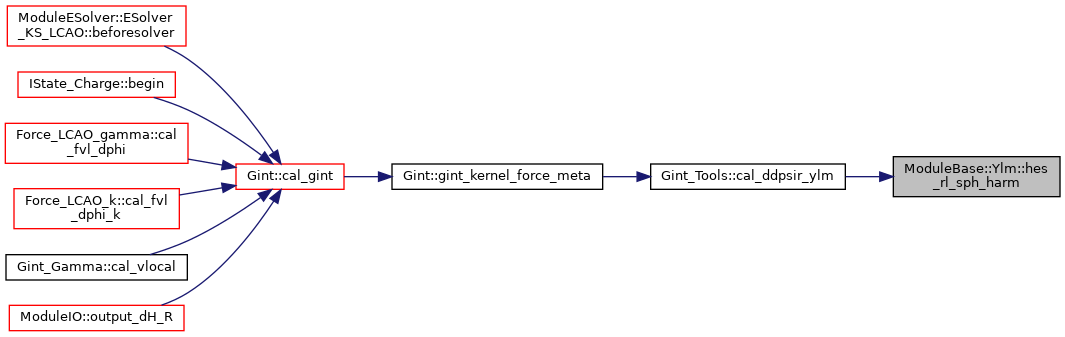 ModuleESolver::ESolver
_KS_LCAO::beforesolver
IState_Charge::begin
Force_LCAO_gamma::cal
_fvl_dphi
Force_LCAO_k::cal_fvl
_dphi_k
Gint_Gamma::cal_vlocal
ModuleIO::output_dH_R
Gint::cal_gint
Gint::gint_kernel_force_meta
Gint_Tools::cal_ddpsir_ylm
ModuleBase::Ylm::hes
_rl_sph_harm